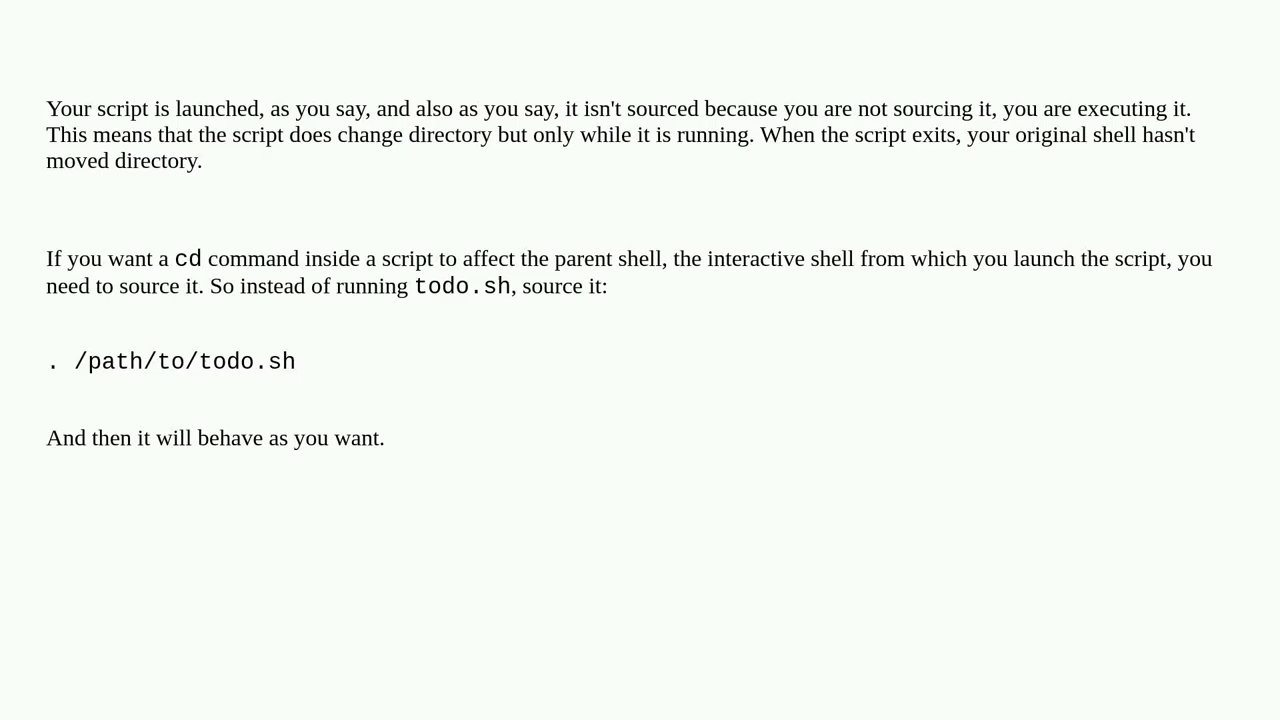 Your script is launched, as you say, and also as you say, it isn't sourced because you are not sourcing it, you are executing it.
This means that the script does change directory but only while it is running. When the script exits, your original shell hasn't
moved directory.
If you want a cd command inside a script to affect the parent shell, the interactive shell from which you launch the script, you
need to source it. So instead of running todo.sh, source it:
. /path/to/todo.sh
And then it will behave as you want.